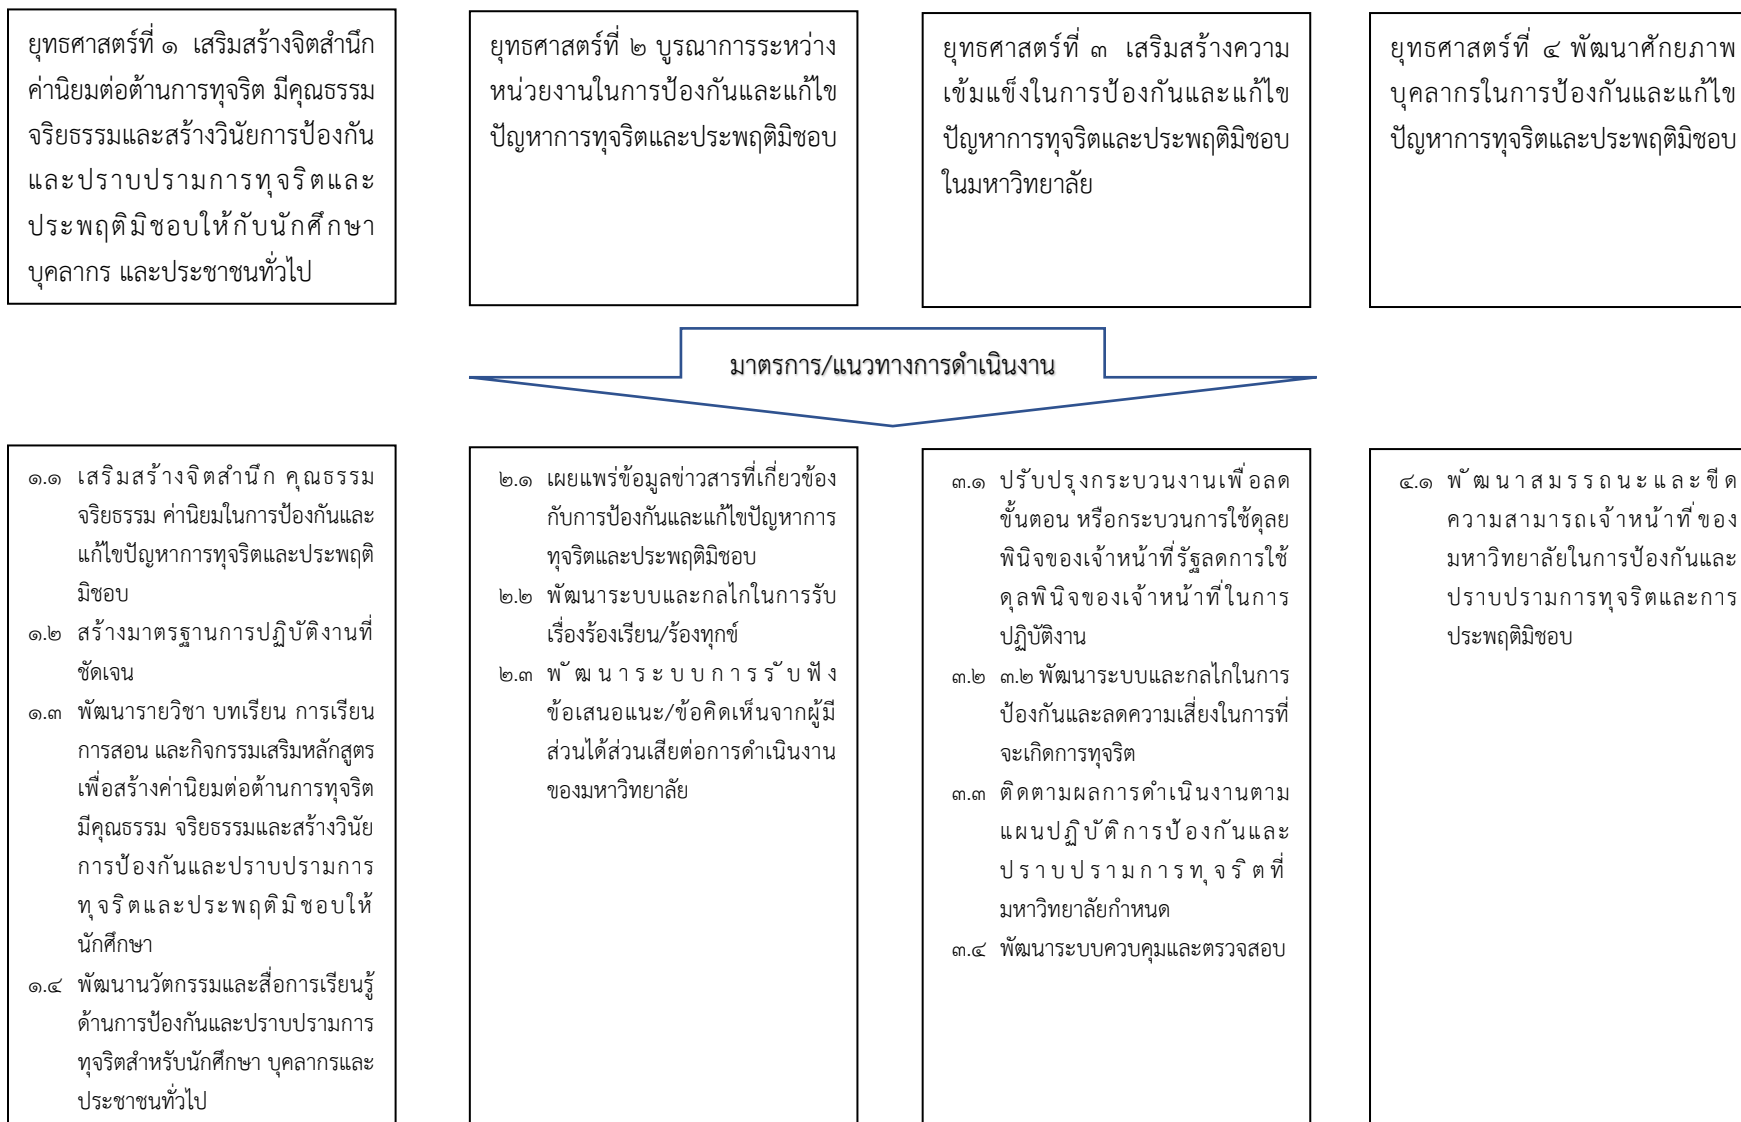 ยุทธศาสตร์ที่ ๑ เสริมสร้างจิตสำนึก
ค่านิยมต่อต้านการทุจริต มีคุณธรรม
จริยธรรมและสร้างวินัยการป้องกัน
และปราบปรามการทุจริตและ
ประพฤติมิชอบให้กับนักศึกษา
บุคลากร และประชาชนทั่วไป
ยุทธศาสตร์ที่ ๒ บูรณาการระหว่าง
หน่วยงานในการป้องกันและแก้ไข
ปัญหาการทุจริตและประพฤติมิชอบ
ยุทธศาสตร์ที่ ๓ เสริมสร้างความ
เข้มแข็งในการป้องกันและแก้ไข
ปัญหาการทุจริตและประพฤติมิชอบ
ในมหาวิทยาลัย
ยุทธศาสตร์ที่ ๔ พัฒนาศักยภาพ
บุคลากรในการป้องกันและแก้ไข
ปัญหาการทุจริตและประพฤติมิชอบ
มาตรการ/แนวทางการดำเนินงาน
๑.๑ เสริมสร้างจิตสำนึก คุณธรรม
จริยธรรม ค่านิยมในการป้องกันและ
แก้ไขปัญหาการทุจริตและประพฤติ
มิชอบ
๑.๒ สร้างมาตรฐานการปฏิบัติงานที่
ชัดเจน
๑.๓ พัฒนารายวิชา บทเรียน การเรียน
การสอน และกิจกรรมเสริมหลักสูตร
เพื่อสร้างค่านิยมต่อต้านการทุจริต
มีคุณธรรม จริยธรรมและสร้างวินัย
การป้องกันและปราบปรามการ
ทุจริตและประพฤติมิชอบให้
นักศึกษา
๑.๔ พัฒนานวัตกรรมและสื่อการเรียนรู้
ด้านการป้องกันและปราบปรามการ
ทุจริตสำหรับนักศึกษา บุคลากรและ
ประชาชนทั่วไป
๒.๑ เผยแพร่ข้อมูลข่าวสารที่เกี่ยวข้อง
กับการป้องกันและแก้ไขปัญหาการ
ทุจริตและประพฤติมิชอบ
๒.๒ พัฒนาระบบและกลไกในการรับ
เรื่องร้องเรียน/ร้องทุกข์
๒.๓ พัฒนาระบบการรับฟัง
ข้อเสนอแนะ/ข้อคิดเห็นจากผู้มี
ส่วนได้ส่วนเสียต่อการดำเนินงาน
ของมหาวิทยาลัย
๓.๑ ปรับปรุงกระบวนงานเพื่อลด
ขั้นตอน หรือกระบวนการใช้ดุลย
พินิจของเจ้าหน้าที่รัฐลดการใช้
ดุลพินิจของเจ้าหน้าที่ในการ
ปฏิบัติงาน
๓.๒ ๓.๒ พัฒนาระบบและกลไกในการ
ป้องกันและลดความเสี่ยงในการที่
จะเกิดการทุจริต
๓.๓ ติดตามผลการดำเนินงานตาม
แผนปฏิบัติการป้องกันและ
ปราบปรามการทุจริตที่
มหาวิทยาลัยกำหนด
๓.๔ พัฒนาระบบควบคุมและตรวจสอบ
๔.๑ พัฒนาสมรรถนะและขีด
ความสามารถเจ้าหน้าที่ของ
มหาวิทยาลัยในการป้องกันและ
ปราบปรามการทุจริตและการ
ประพฤติมิชอบ